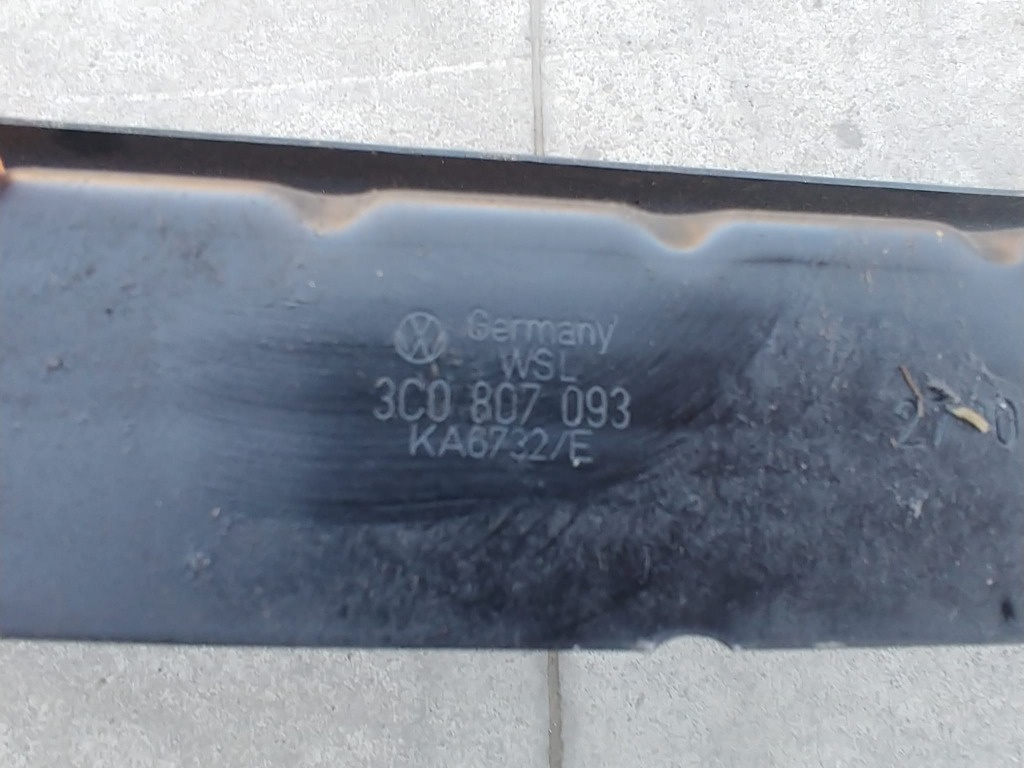 Germany
WSL
3C0 807 093
KA6732/E